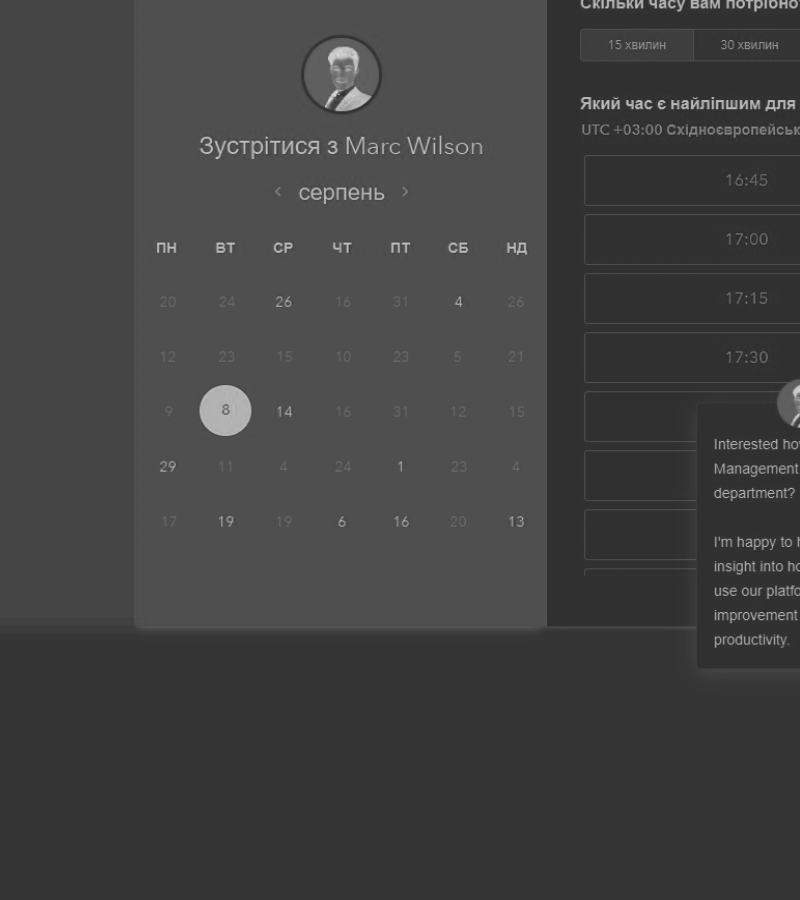 Скільки часу вам потрібно
15 хвилин 30 хвилин
Зустрітися з Marc Wilson
серпень
ПН ВТ СР ЧТ ПТ СБ НД
20 24 26 16 31 4 26
12 23 15 10 23 5 21
9 8 14 16 31 12 15
29 11 4 24 1 23 4
17 19 19 6 16 20 13
Який час є найліпшим для
UTC +03:00 Східноєвропейськ
16:45
17:00
17:15
17:30
Interested how
Management
department?
I'm happy to h
insight into ho
use our platfo
improvement
productivity.